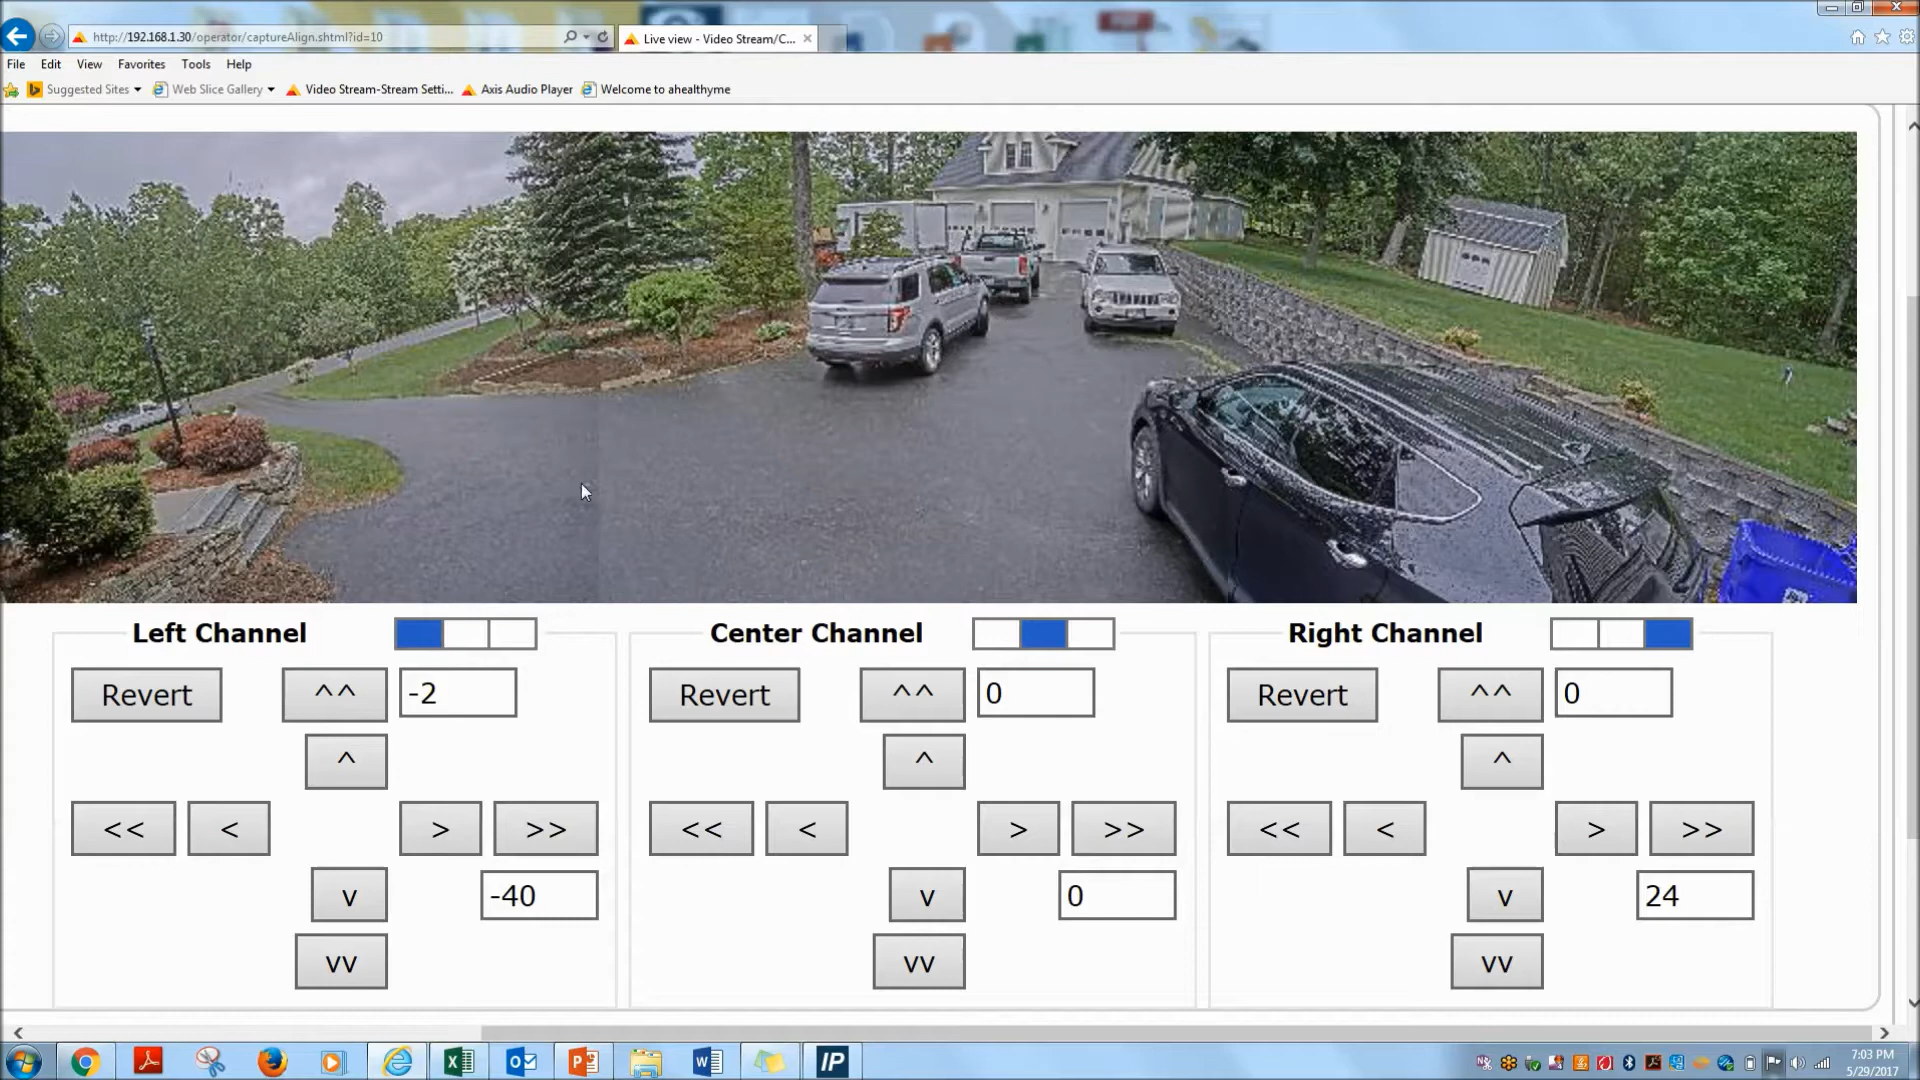 http://192.168.1.30/operator/captureAlign.shtml?id=10
Live view - Video Stream/C...
File Edit View Favorites Tools Help
Suggested Sites Web Slice Gallery Video Stream-Stream Setti... Axis Audio Player Welcome to ahealthyme
Left Channel Center Channel Right Channel
Revert ^^ -2 Revert ^^ 0 Revert ^^ 0
^ ^ ^
<< < > >> << < > >> << < > >>
v -40 v 0 v 24
vv vv vv
IP
7:03 PM
5/29/2017